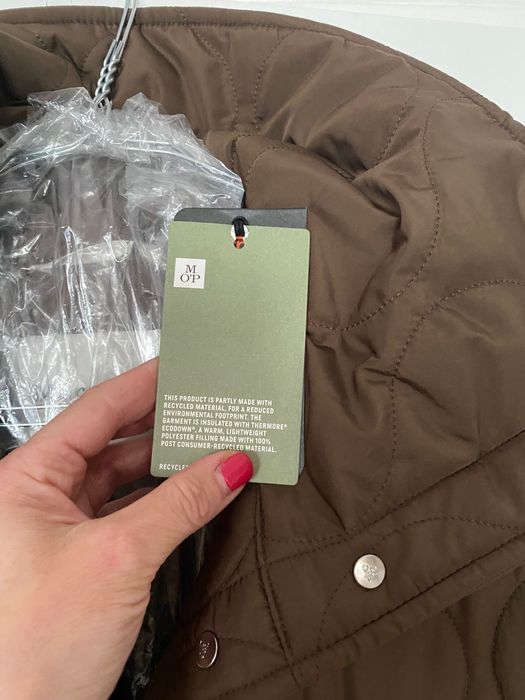 M
O'P
THIS PRODUCT IS PARTLY MADE WITH
RECYCLED MATERIAL, FOR A REDUCED
ENVIRONMENTAL FOOTPRINT. THE
GARMENT IS INSULATED WITH THERMORE®
ECODOWN®, A WARM, LIGHTWEIGHT
POLYESTER FILLING MADE WITH 100%
POST CONSUMER-RECYCLED MATERIAL.